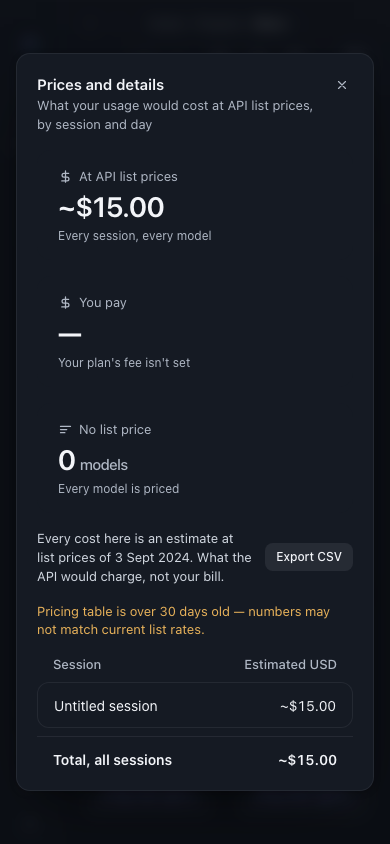 Prices and details
What your usage would cost at API list prices,
by session and day
At API list prices
~$15.00
Every session, every model
You pay
—
Your plan's fee isn't set
No list price
0 models
Every model is priced
Every cost here is an estimate at
list prices of 3 Sept 2024. What the
API would charge, not your bill.
Export CSV
Pricing table is over 30 days old — numbers may
not match current list rates.
Session Estimated USD
Untitled session ~$15.00
Total, all sessions ~$15.00